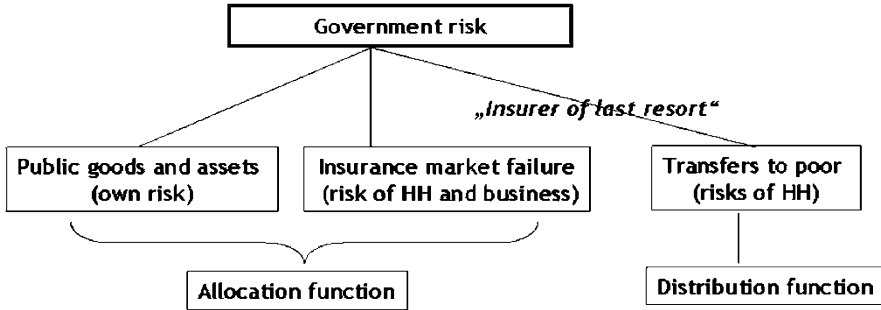 Government risk
„Insurer of last resort“
Public goods and assets
(own risk)
Insurance market failure
(risk of HH and business)
Transfers to poor
(risks of HH)
Allocation function
Distribution function